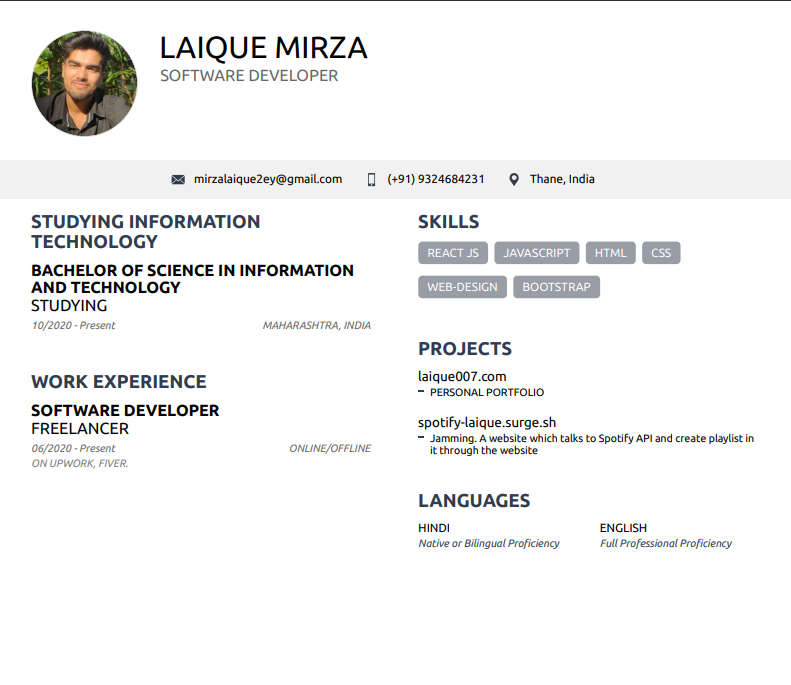 LAIQUE MIRZA
SOFTWARE DEVELOPER
mirzalaique2ey@gmail.com (+91) 9324684231 Thane, India
STUDYING INFORMATION
TECHNOLOGY
BACHELOR OF SCIENCE IN INFORMATION
AND TECHNOLOGY
STUDYING
10/2020 - Present MAHARASHTRA, INDIA
WORK EXPERIENCE
SOFTWARE DEVELOPER
FREELANCER
06/2020 - Present ONLINE/OFFLINE
ON UPWORK, FIVER.
SKILLS
REACT JS JAVASCRIPT HTML CSS
WEB-DESIGN BOOTSTRAP
PROJECTS
laique007.com
– PERSONAL PORTFOLIO
spotify-laique.surge.sh
– Jamming. A website which talks to Spotify API and create playlist in
it through the website
LANGUAGES
HINDI ENGLISH
Native or Bilingual Proficiency Full Professional Proficiency